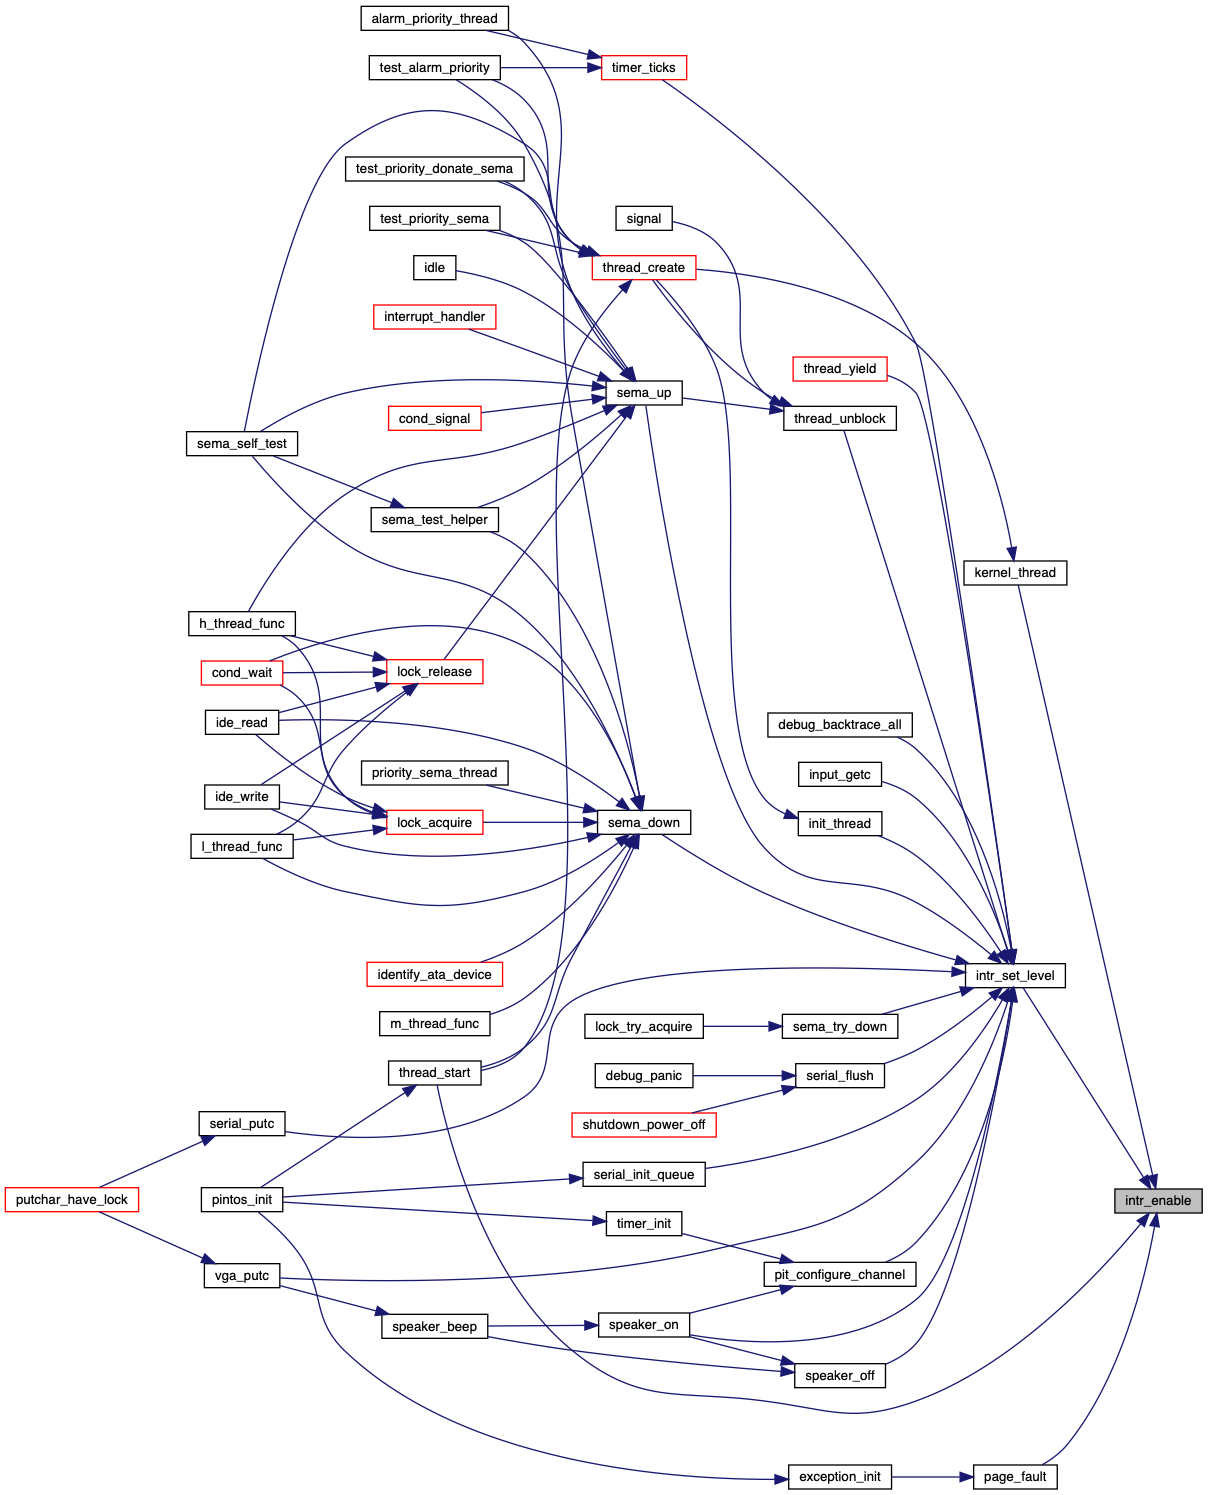 alarm_priority_thread
timer_ticks
test_alarm_priority
test_priority_donate_sema
test_priority_sema
signal
idle
thread_create
interrupt_handler
thread_yield
sema_up
cond_signal
thread_unblock
sema_self_test
sema_test_helper
kernel_thread
h_thread_func
cond_wait
lock_release
ide_read
debug_backtrace_all
priority_sema_thread
input_getc
ide_write
lock_acquire
sema_down
init_thread
l_thread_func
identify_ata_device
intr_set_level
m_thread_func
lock_try_acquire
sema_try_down
thread_start
debug_panic
serial_flush
serial_putc
shutdown_power_off
serial_init_queue
putchar_have_lock
pintos_init
intr_enable
timer_init
vga_putc
pit_configure_channel
speaker_beep
speaker_on
speaker_off
exception_init
page_fault